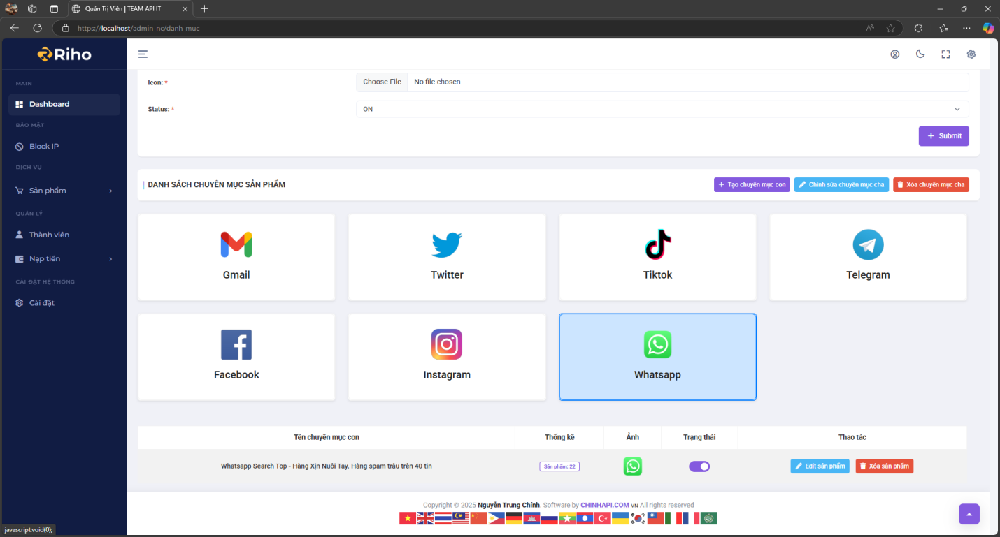 Quản Trị Viên | TEAM API IT
https://localhost/admin-nc/danh-muc
Riho
MAIN
Dashboard
BẢO MẬT
Block IP
DỊCH VỤ
Sản phẩm
QUẢN LÝ
Thành viên
Nạp tiền
CÀI ĐẶT HỆ THỐNG
Cài đặt
Icon: *
Choose File No file chosen
Status: *
ON
+ Submit
DANH SÁCH CHUYÊN MỤC SẢN PHẨM
+ Tạo chuyên mục con
Chỉnh sửa chuyên mục cha
Xóa chuyên mục cha
Gmail
Twitter
Tiktok
Telegram
Facebook
Instagram
Whatsapp
Tên chuyên mục con
Thống kê
Ảnh
Trạng thái
Thao tác
Whatsapp Search Top - Hàng Xịn Nuôi Tay. Hàng spam trâu trên 40 tin
Sản phẩm: 22
Edit sản phẩm
Xóa sản phẩm
Copyright © 2025 Nguyễn Trung Chính. Software by CHINHAPI.COM VN All rights reserved
javascript:void(0);